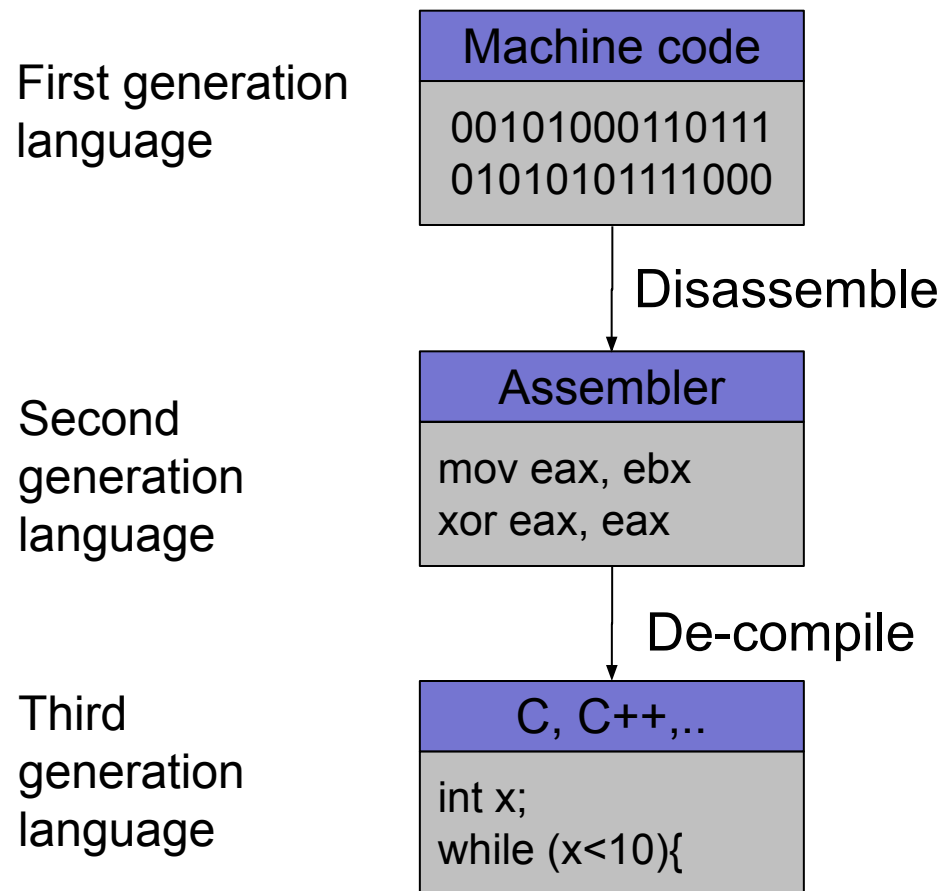 First generation
language
Machine code
00101000110111
01010101111000
Disassemble
Second
generation
language
Assembler
mov eax, ebx
xor eax, eax
De-compile
Third
generation
language
C, C++,..
int x;
while (x<10){